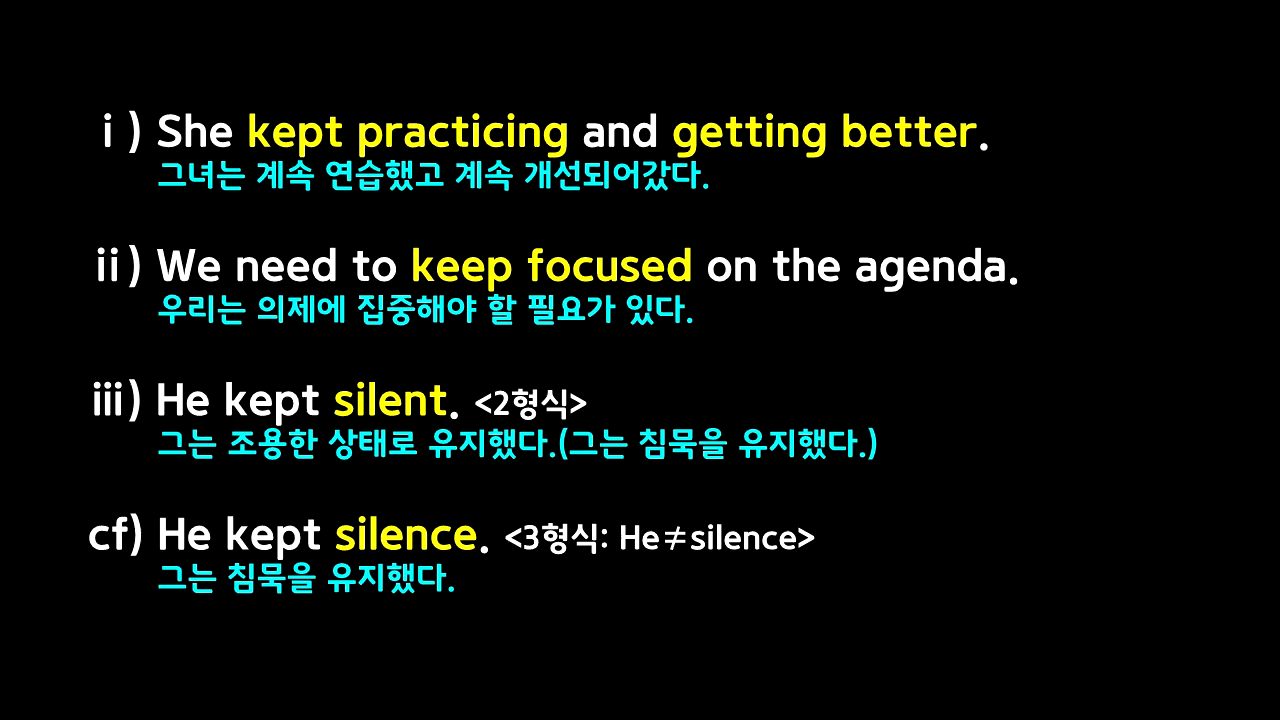 ⅰ) She kept practicing and getting better.
그녀는 계속 연습했고 계속 개선되어갔다.
ⅱ) We need to keep focused on the agenda.
우리는 의제에 집중해야 할 필요가 있다.
ⅲ) He kept silent. <2형식>
그는 조용한 상태로 유지했다.(그는 침묵을 유지했다.)
cf) He kept silence. <3형식: He≠silence>
그는 침묵을 유지했다.